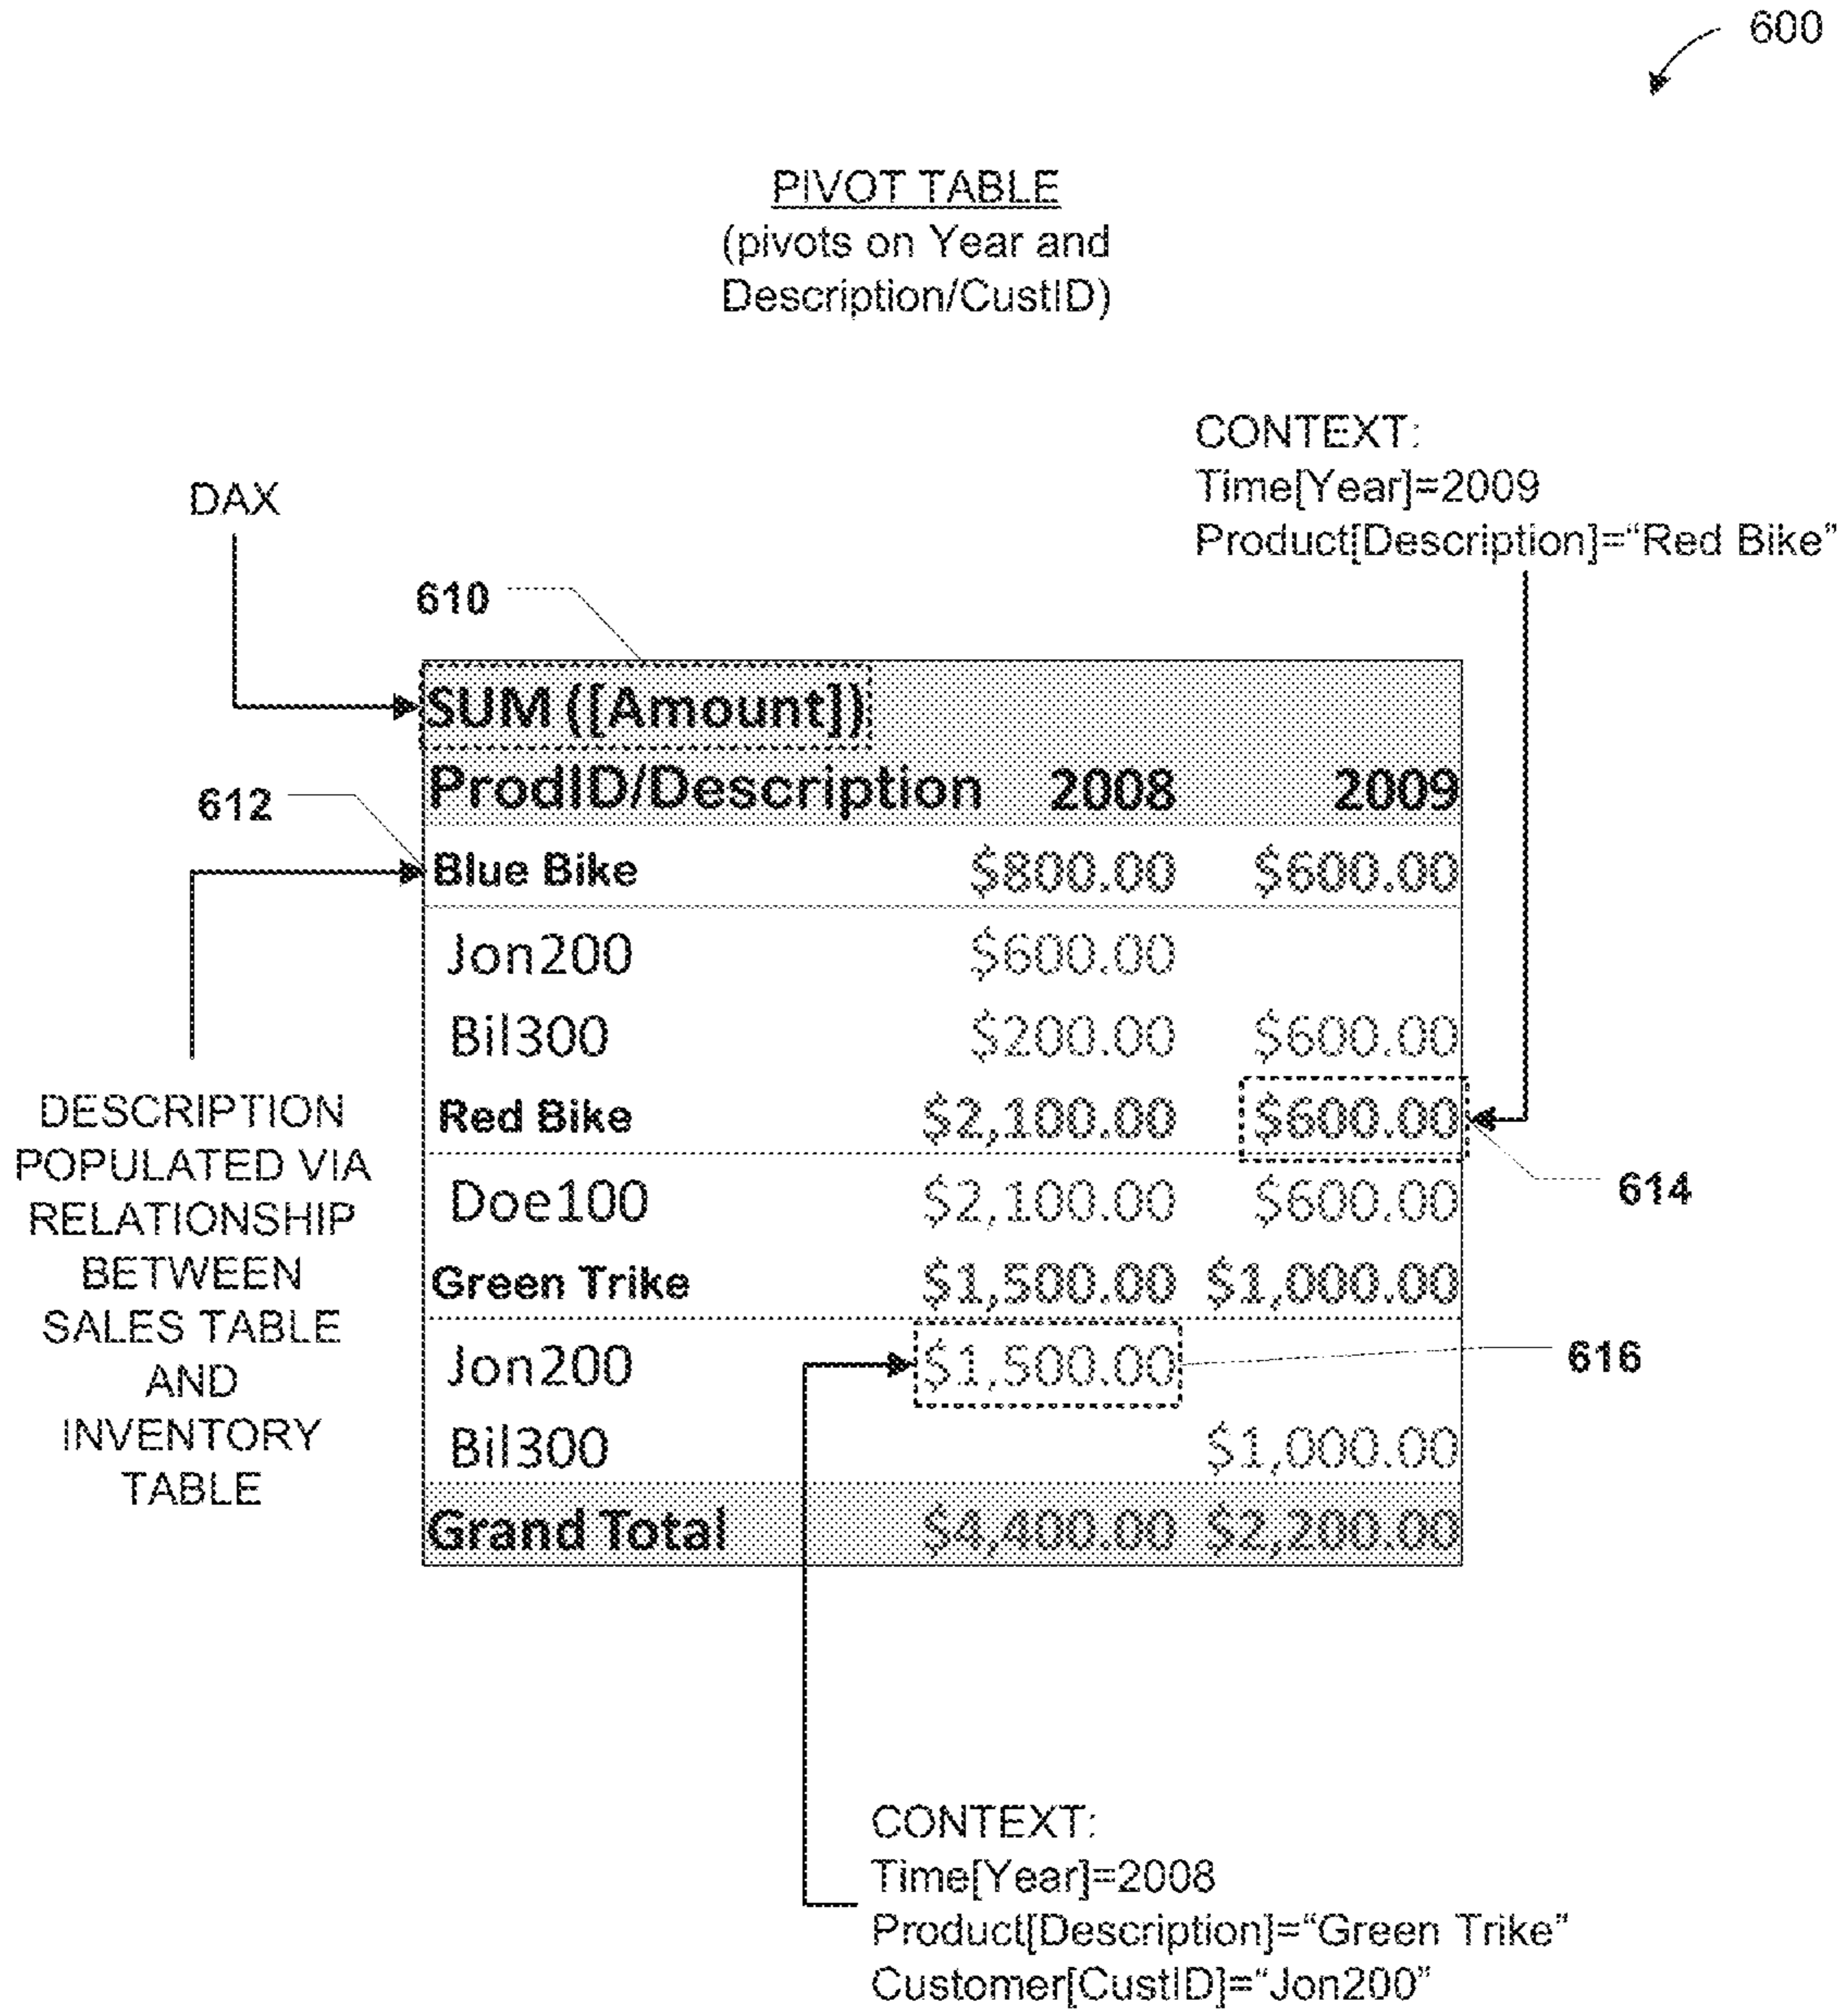 600
PIVOT TABLE
(pivots on Year and
Description/CustID)
CONTEXT:
Time[Year]=2009
Product[Description]=“Red Bike”
DAX
610
SUM ([Amount])
ProdID/Description 2008 2009
612
Blue Bike $800.00 $600.00
Jon200 $600.00
Bil300 $200.00 $600.00
Red Bike $2,100.00 $600.00
614
Doe100 $2,100.00 $600.00
Green Trike $1,500.00 $1,000.00
Jon200 $1,500.00
616
Bil300 $1,000.00
Grand Total $4,400.00 $2,200.00
DESCRIPTION
POPULATED VIA
RELATIONSHIP
BETWEEN
SALES TABLE
AND
INVENTORY
TABLE
CONTEXT:
Time[Year]=2008
Product[Description]=“Green Trike”
Customer[CustID]=“Jon200”